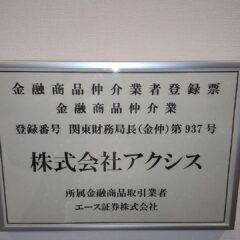 金融商品仲介業者登録票
金融商品仲介業
登録番号 関東財務局長(金仲)第937号
株式会社アクシス
所属金融商品取引業者
エース証券株式会社